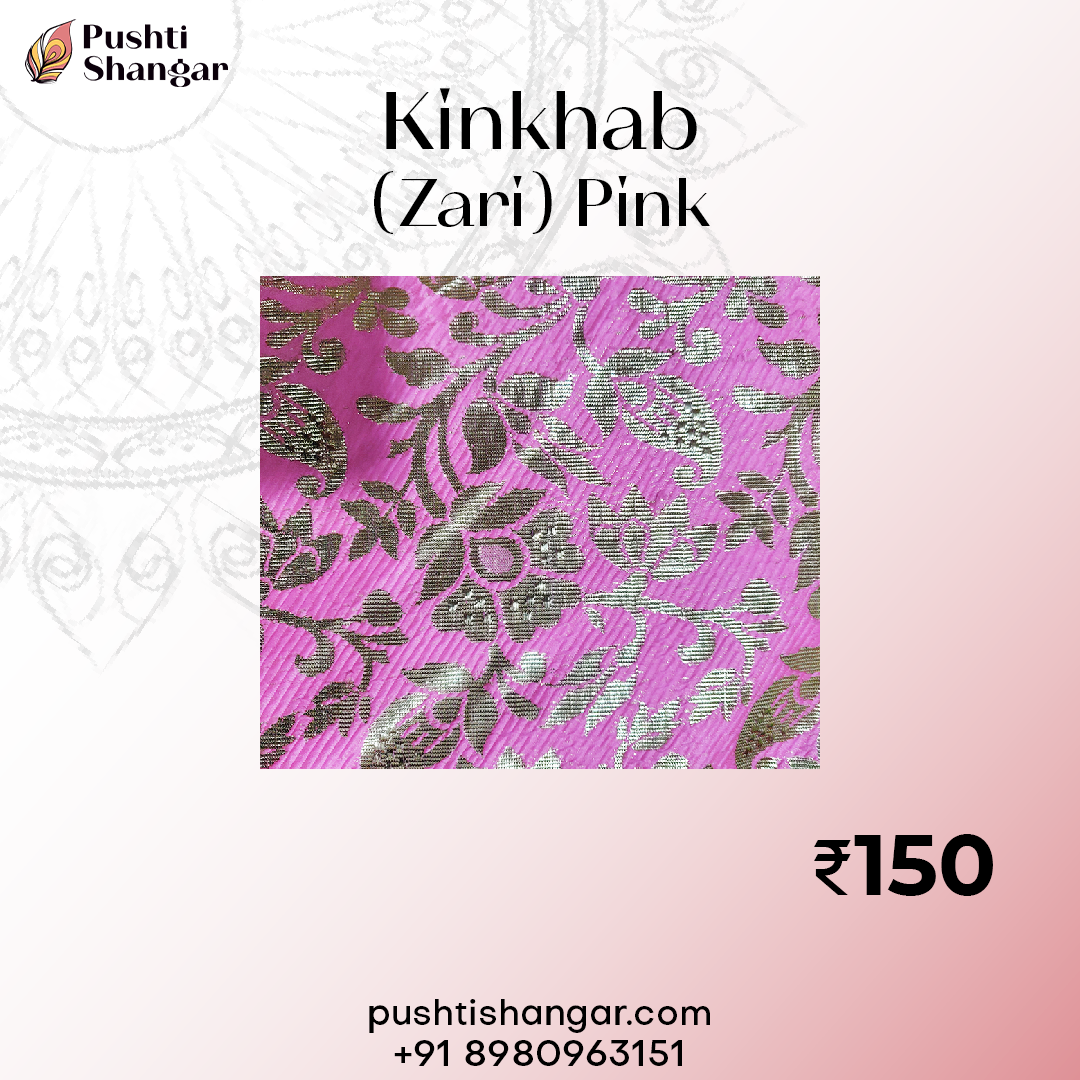 Pushti
Shangar
Kinkhab
(Zari) Pink
₹150
pushtishangar.com
+91 8980963151